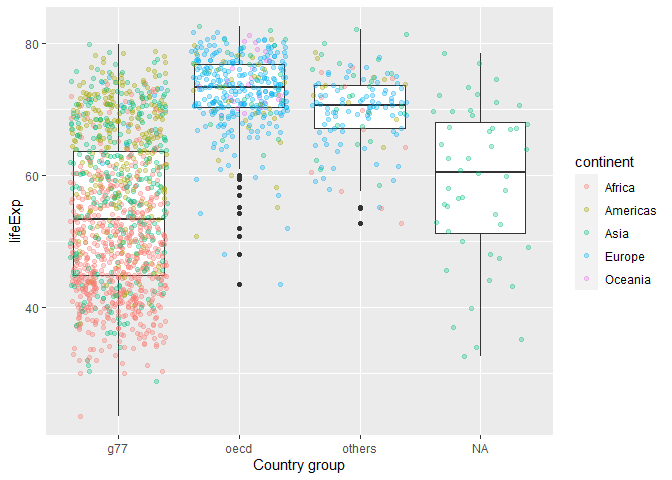 80
60
40
lifeExp
g77
oecd
others
NA
Country group
continent
Africa
Americas
Asia
Europe
Oceania